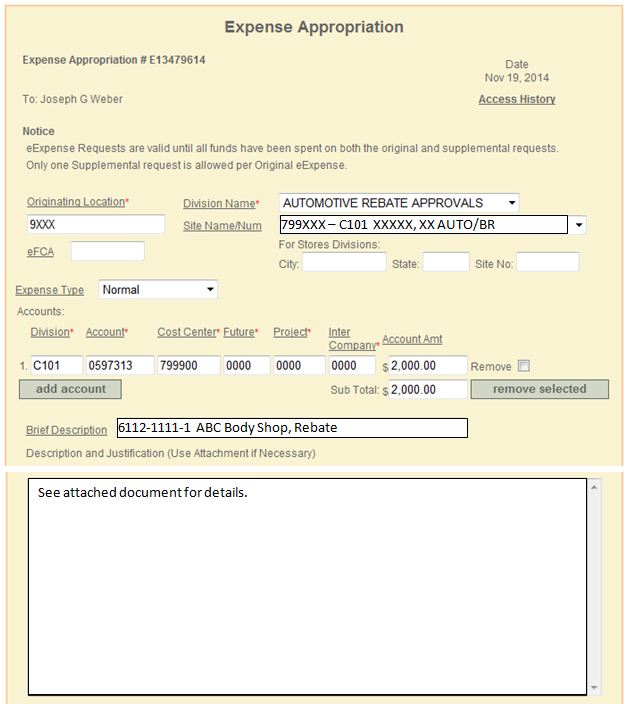 Expense Appropriation
Expense Appropriation # E13479614
Date
Nov 19, 2014
To: Joseph G Weber
Access History
Notice
eExpense Requests are valid until all funds have been spent on both the original and supplemental requests.
Only one Supplemental request is allowed per Original eExpense.
Originating Location* Division Name* AUTOMOTIVE REBATE APPROVALS
9XXX Site Name/Num 799XXX – C101 XXXXX, XX AUTO/BR
eFCA For Stores Divisions:
City: State: Site No:
Expense Type Normal
Accounts:
Division* Account* Cost Center* Future* Project* Inter Company* Account Amt
1. C101 0597313 799900 0000 0000 0000 $ 2,000.00 Remove
add account Sub Total: $ 2,000.00 remove selected
Brief Description 6112-1111-1 ABC Body Shop, Rebate
Description and Justification (Use Attachment if Necessary)
See attached document for details.